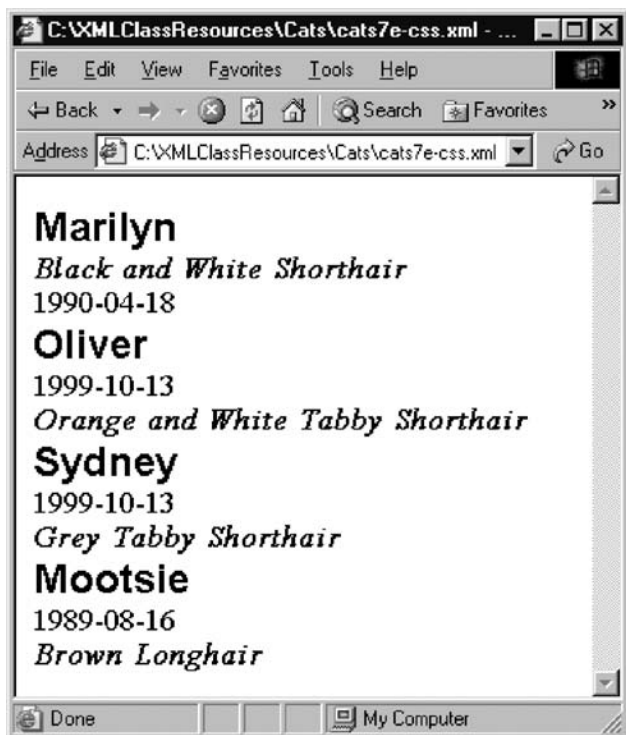 C:\XMLClassResources\Cats\cats7e-css.xml - ...
File Edit View Favorites Tools Help
Back Search Favorites »
Address C:\XMLClassResources\Cats\cats7e-css.xml Go
Marilyn
Black and White Shorthair
1990-04-18
Oliver
1999-10-13
Orange and White Tabby Shorthair
Sydney
1999-10-13
Grey Tabby Shorthair
Mootsie
1989-08-16
Brown Longhair
Done My Computer